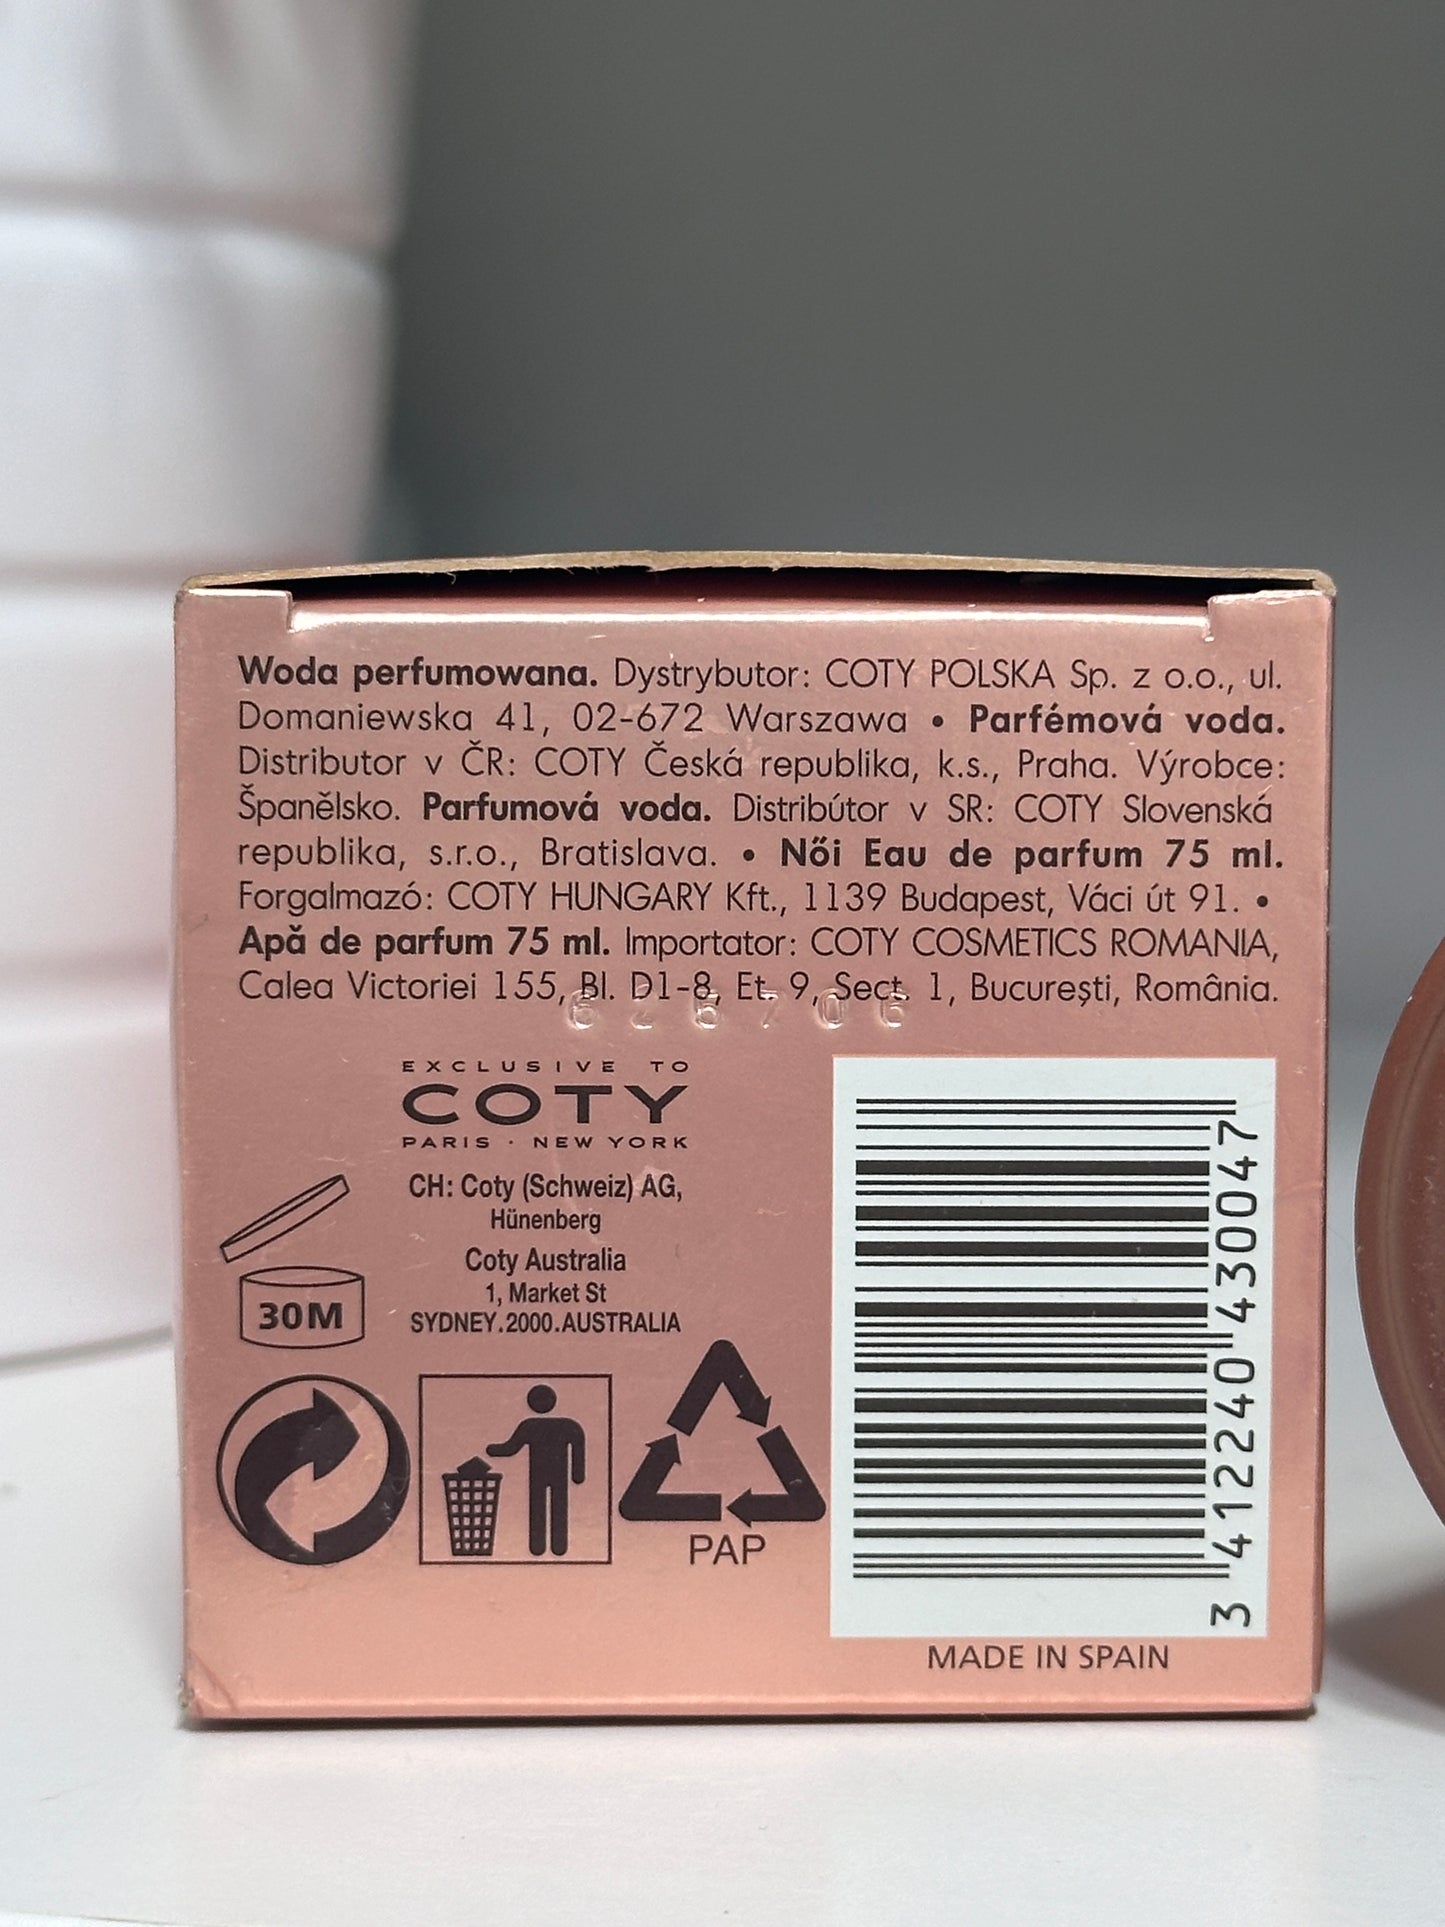 Woda perfumowana. Dystrybutor: COTY POLSKA Sp. z o.o., ul.
Domaniewska 41, 02-672 Warszawa • Parfémová voda.
Distributor v ČR: COTY Česká republika, k.s., Praha. Výrobce:
Španělsko. Parfumová voda. Distribútor v SR: COTY Slovenská
republika, s.r.o., Bratislava. • Női Eau de parfum 75 ml.
Forgalmazó: COTY HUNGARY Kft., 1139 Budapest, Váci út 91. •
Apă de parfum 75 ml. Importator: COTY COSMETICS ROMANIA,
Calea Victoriei 155, Bl. D1-8, Et. 9, Sect. 1, Bucureşti, România.
EXCLUSIVE TO
COTY
PARIS · NEW YORK
CH: Coty (Schweiz) AG,
Hünenberg
Coty Australia
1, Market St
SYDNEY.2000.AUSTRALIA
30M
PAP
3 412240 430047
MADE IN SPAIN